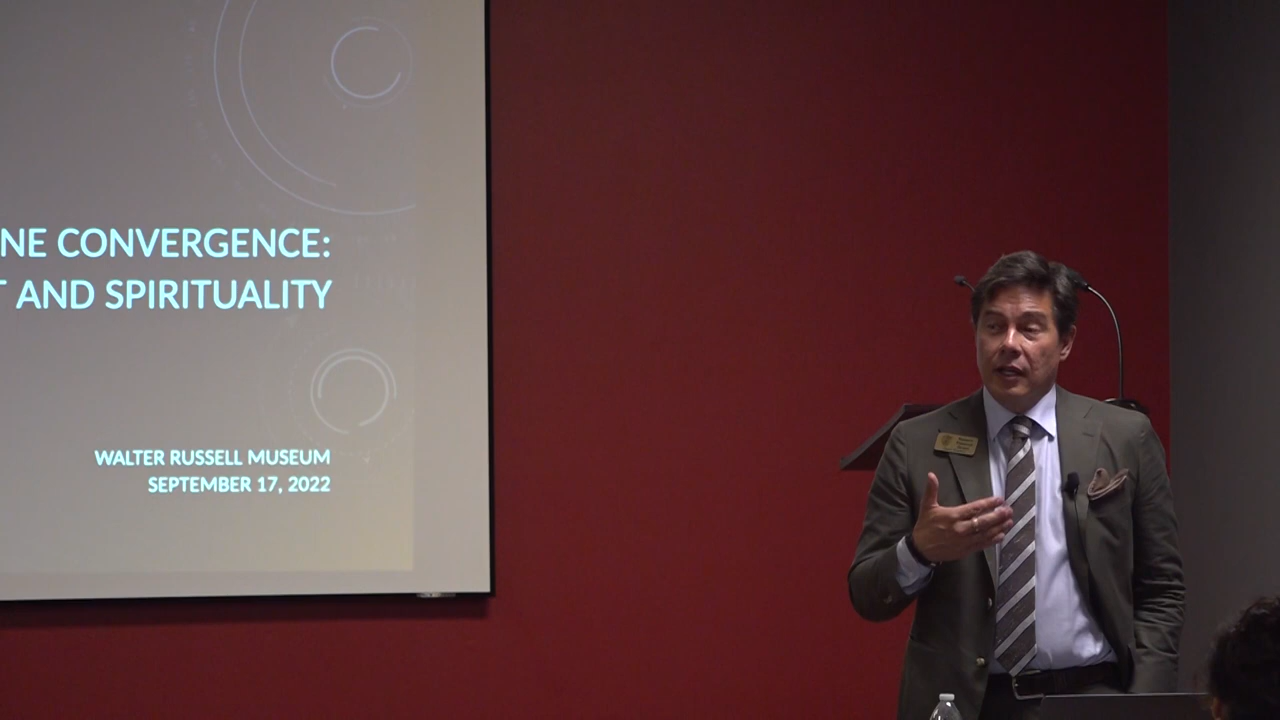 NE CONVERGENCE:
AND SPIRITUALITY
WALTER RUSSELL MUSEUM
SEPTEMBER 17, 2022